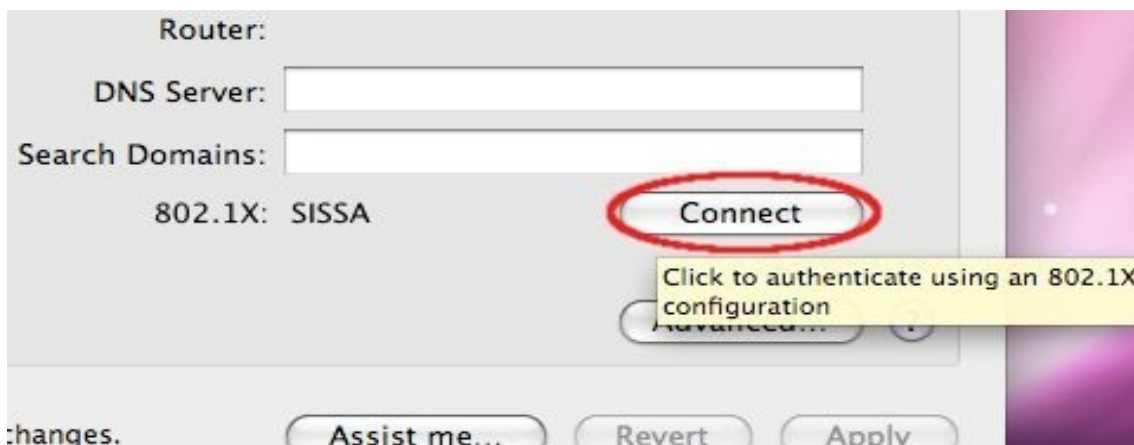 Router:
DNS Server:
Search Domains:
802.1X: SISSA Connect
Click to authenticate using an 802.1X
configuration
Advanced... ?
changes. Assist me... Revert Apply